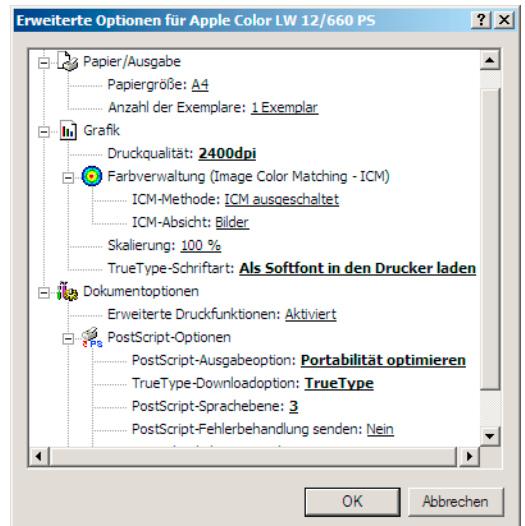 Erweiterte Optionen für Apple Color LW 12/660 PS
Papier/Ausgabe
Papiergröße: A4
Anzahl der Exemplare: 1 Exemplar
Grafik
Druckqualität: 2400dpi
Farbverwaltung (Image Color Matching - ICM)
ICM-Methode: ICM ausgeschaltet
ICM-Absicht: Bilder
Skalierung: 100 %
TrueType-Schriftart: Als Softfont in den Drucker laden
Dokumentoptionen
Erweiterte Druckfunktionen: Aktiviert
PostScript-Optionen
PostScript-Ausgabeoption: Portabilität optimieren
TrueType-Downloadoption: TrueType
PostScript-Sprachebene: 3
PostScript-Fehlerbehandlung senden: Nein
OK Abbrechen